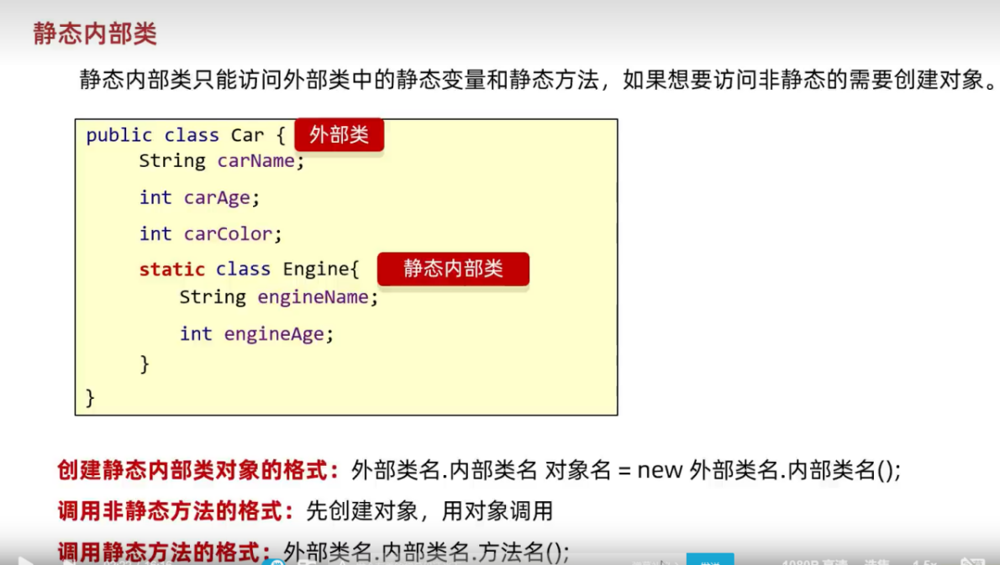 静态内部类
静态内部类只能访问外部类中的静态变量和静态方法，如果想要访问非静态的需要创建对象。
public class Car { 外部类
String carName;
int carAge;
int carColor;
static class Engine{ 静态内部类
String engineName;
int engineAge;
}
}
创建静态内部类对象的格式：外部类名.内部类名 对象名 = new 外部类名.内部类名();
调用非静态方法的格式：先创建对象，用对象调用
调用静态方法的格式：外部类名.内部类名.方法名();
1080P 高清 选集 1.5x